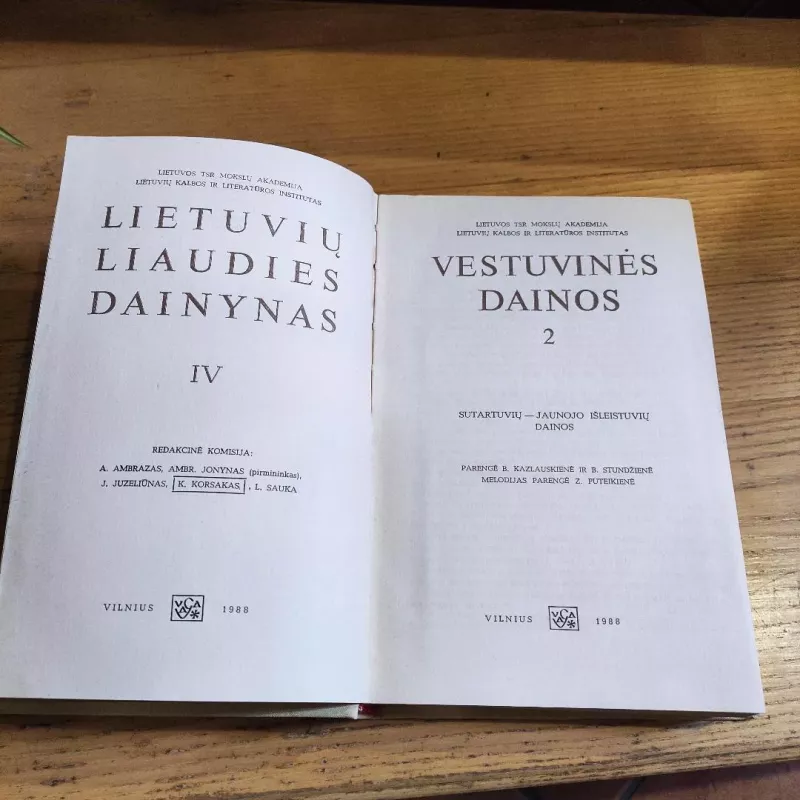 LIETUVOS TSR MOKSLŲ AKADEMIJA
LIETUVIŲ KALBOS IR LITERATŪROS INSTITUTAS
LIETUVIŲ
LIAUDIES
DAINYNAS
IV
REDAKCINĖ KOMISIJA:
A. AMBRAZAS, AMBR. JONYNAS (pirmininkas),
J. JUZELIŪNAS, K. KORSAKAS, , L. SAUKA
VILNIUS VAGA 1988
LIETUVOS TSR MOKSLŲ AKADEMIJA
LIETUVIŲ KALBOS IR LITERATŪROS INSTITUTAS
VESTUVINĖS
DAINOS
2
SUTARTUVIŲ — JAUNOJO IŠLEISTUVIŲ
DAINOS
PARENGĖ B. KAZLAUSKIENĖ IR B. STUNDŽIENĖ
MELODIJAS PARENGĖ Z. PUTEIKIENĖ
VILNIUS VAGA 1988